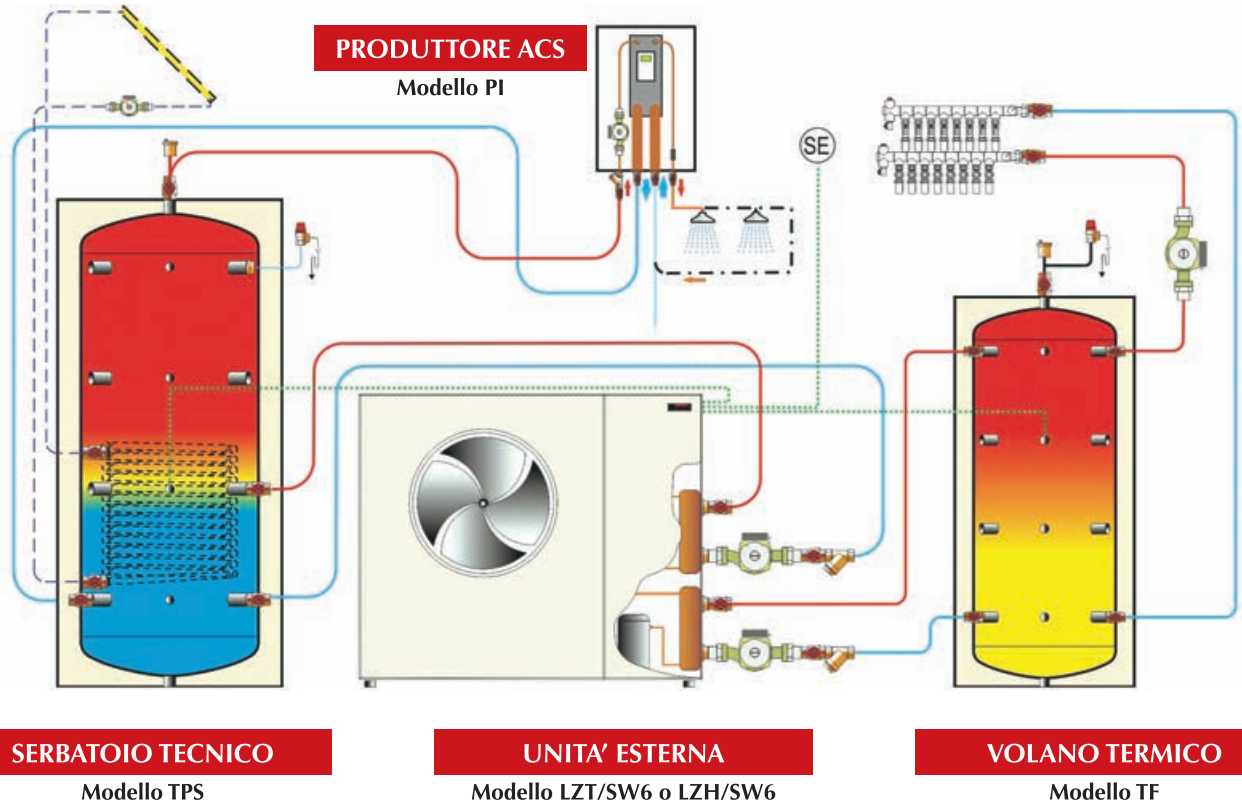 PRODUTTORE ACS
Modello PI
SE
SERBATOIO TECNICO
Modello TPS
UNITA’ ESTERNA
Modello LZT/SW6 o LZH/SW6
VOLANO TERMICO
Modello TF